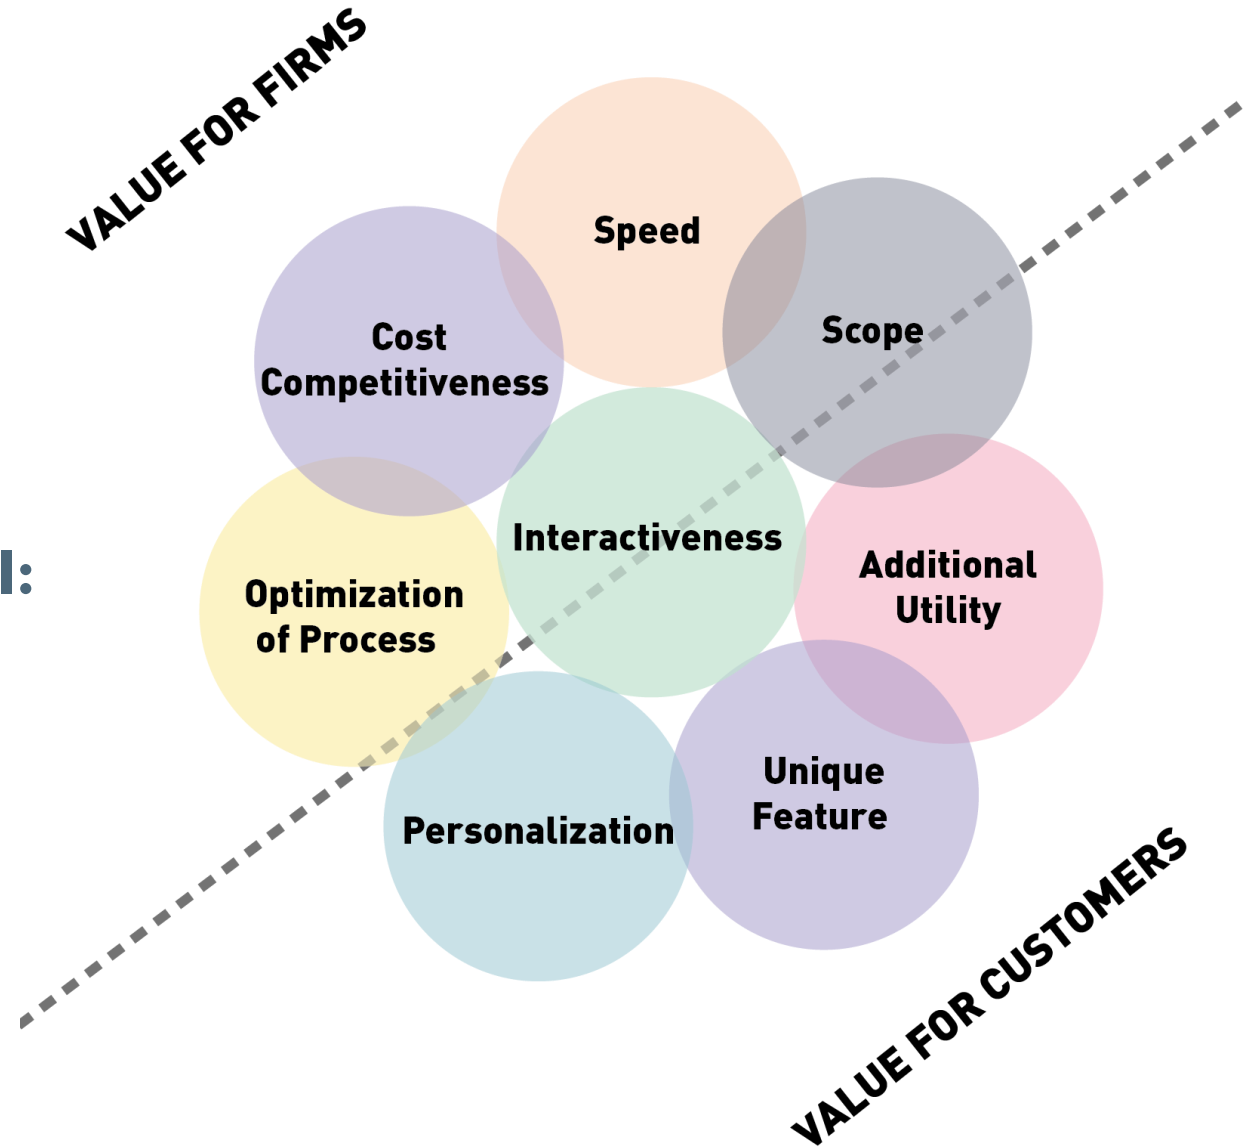 VALUE FOR FIRMS
Speed
Scope
Cost
Competitiveness
Interactiveness
Additional
Utility
Optimization
of Process
Unique
Feature
Personalization
VALUE FOR CUSTOMERS